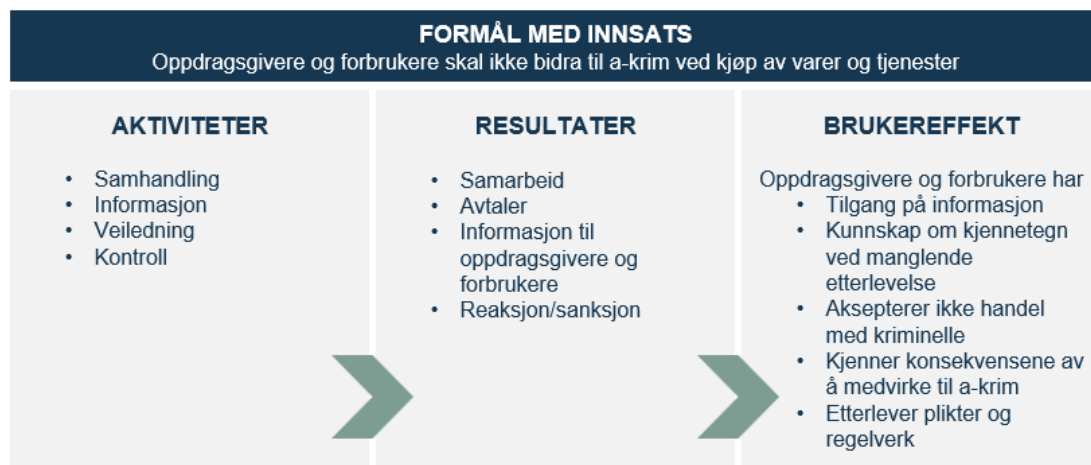 FORMÅL MED INNSATS
Oppdragsgivere og forbrukere skal ikke bidra til a-krim ved kjøp av varer og tjenester
AKTIVITETER
• Samhandling
• Informasjon
• Veiledning
• Kontroll
RESULTATER
• Samarbeid
• Avtaler
• Informasjon til
oppdragsgivere og
forbrukere
• Reaksjon/sanksjon
BRUKEREFFEKT
Oppdragsgivere og forbrukere har
• Tilgang på informasjon
• Kunnskap om kjennetegn
ved manglende
etterlevelse
• Aksepterer ikke handel
med kriminelle
• Kjenner konsekvensene av
å medvirke til a-krim
• Etterlever plikter og
regelverk